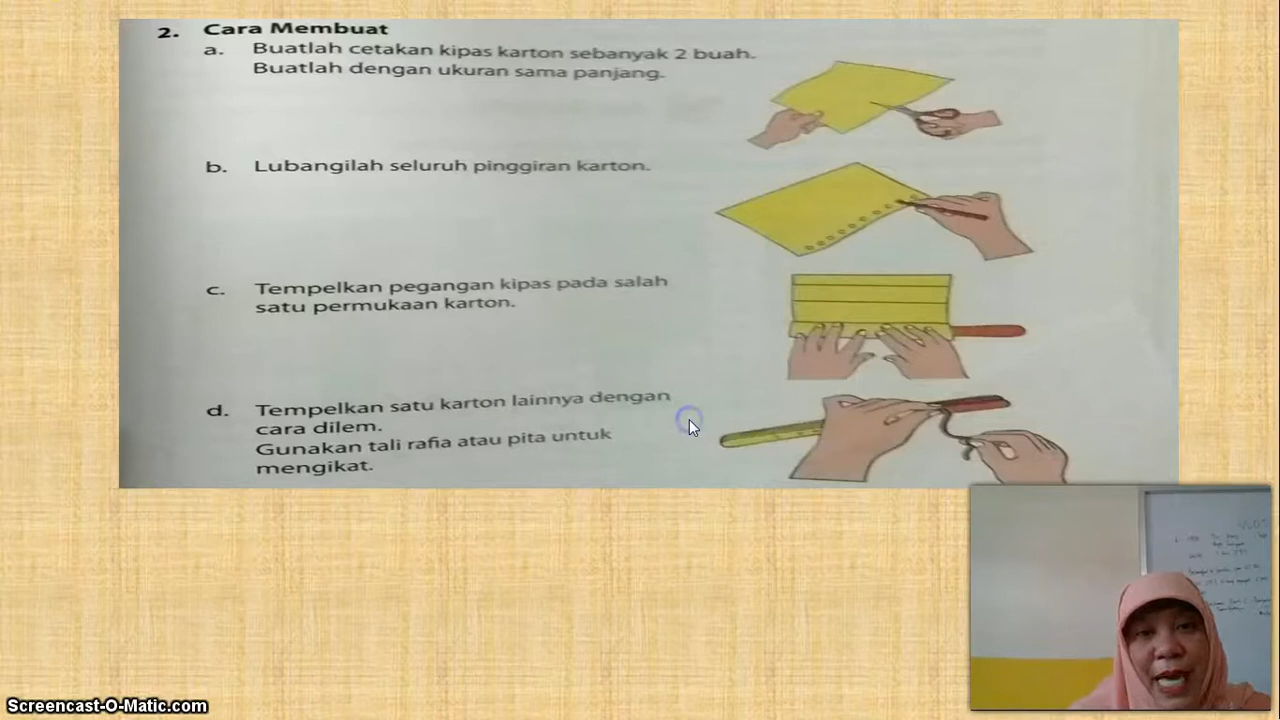 2. Cara Membuat
a. Buatlah cetakan kipas karton sebanyak 2 buah.
Buatlah dengan ukuran sama panjang.
b. Lubangilah seluruh pinggiran karton.
c. Tempelkan pegangan kipas pada salah
satu permukaan karton.
d. Tempelkan satu karton lainnya dengan
cara dilem.
Gunakan tali rafia atau pita untuk
mengikat.
Screencast-O-Matic.com